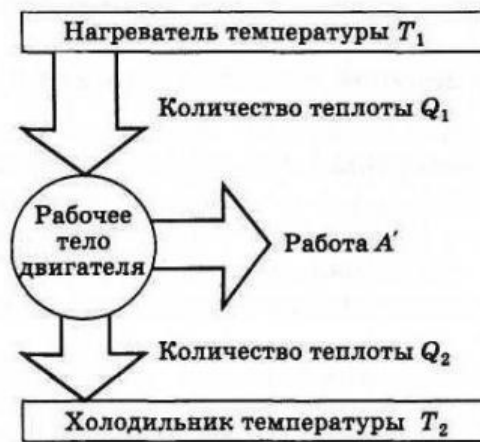 Нагреватель температуры T₁
Количество теплоты Q₁
Рабочее
тело
двигателя
Работа A′
Количество теплоты Q₂
Холодильник температуры T₂